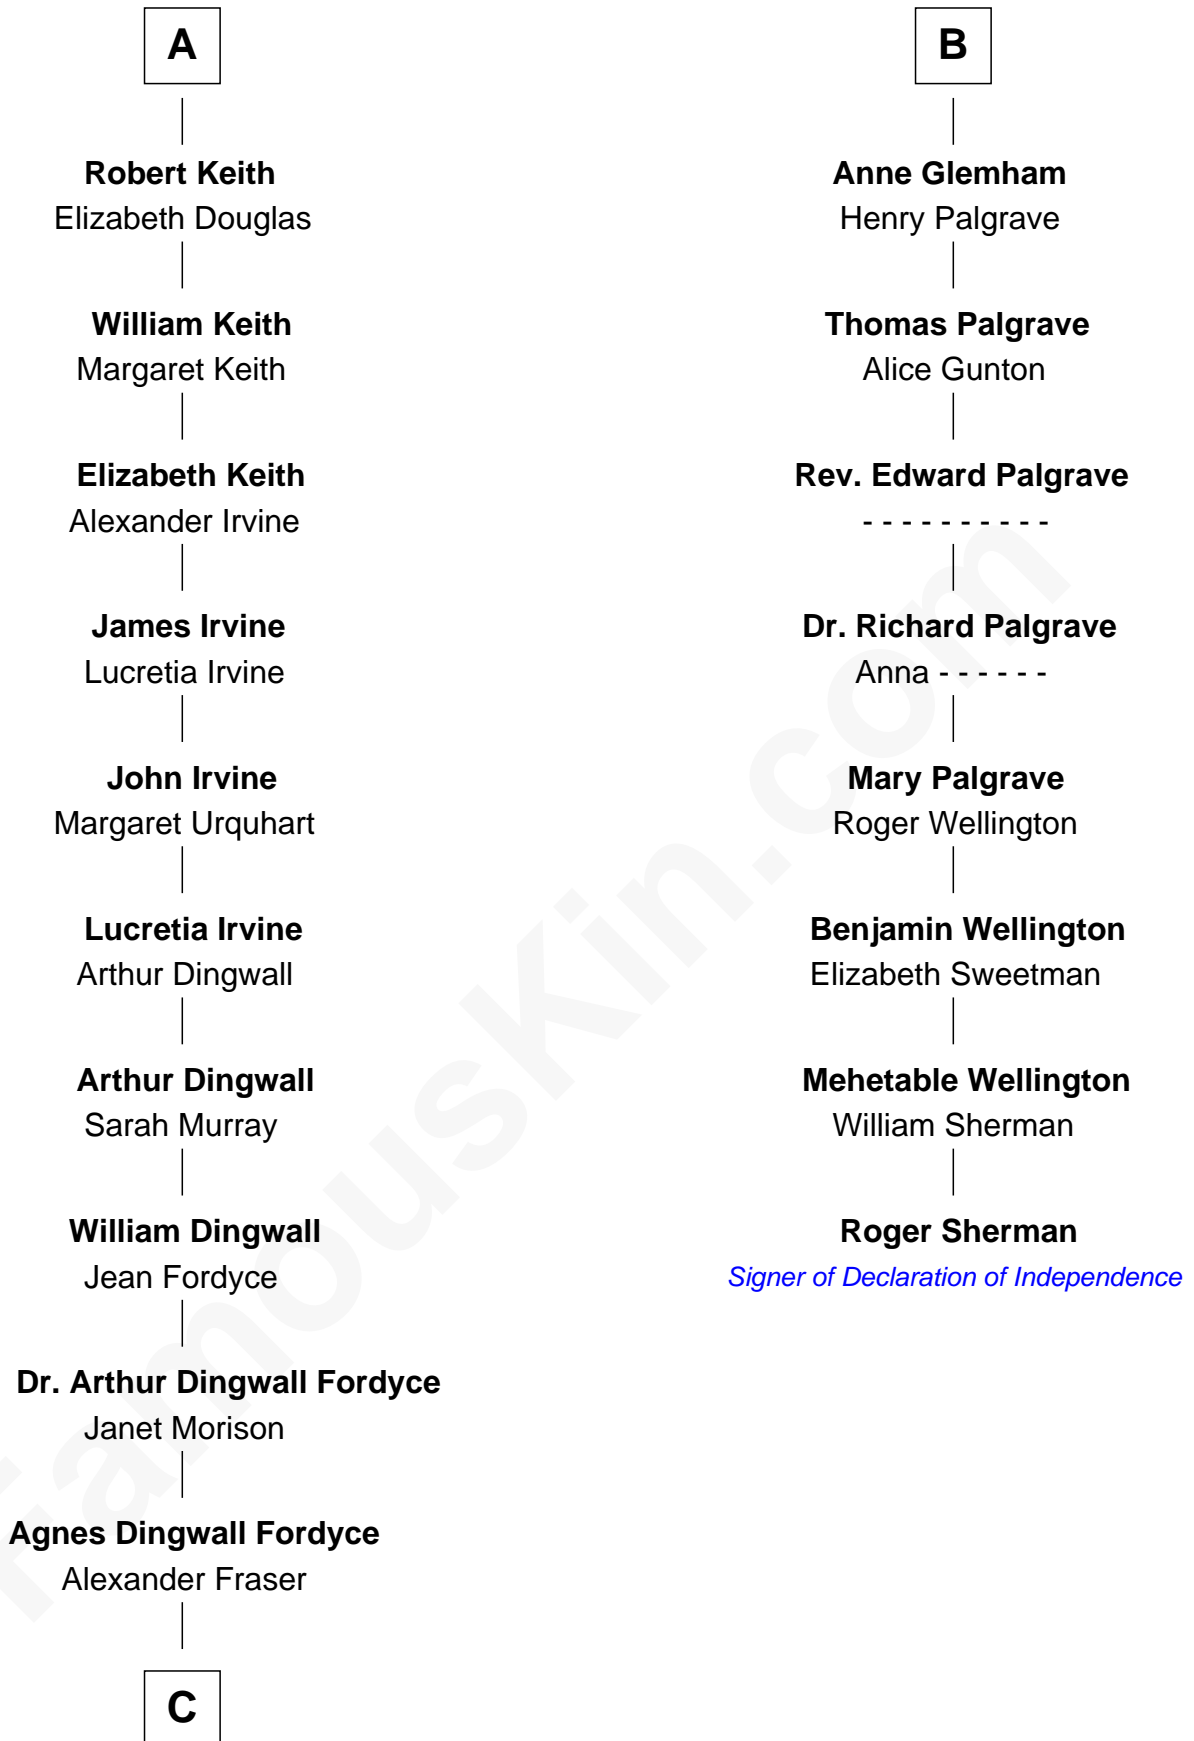 A
Robert Keith
Elizabeth Douglas
William Keith
Margaret Keith
Elizabeth Keith
Alexander Irvine
James Irvine
Lucretia Irvine
John Irvine
Margaret Urquhart
Lucretia Irvine
Arthur Dingwall
Arthur Dingwall
Sarah Murray
William Dingwall
Jean Fordyce
Dr. Arthur Dingwall Fordyce
Janet Morison
Agnes Dingwall Fordyce
Alexander Fraser
C
B
Anne Glemham
Henry Palgrave
Thomas Palgrave
Alice Gunton
Rev. Edward Palgrave
- - - - - - - - - -
Dr. Richard Palgrave
Anna - - - - - -
Mary Palgrave
Roger Wellington
Benjamin Wellington
Elizabeth Sweetman
Mehetable Wellington
William Sherman
Roger Sherman
Signer of Declaration of Independence
FamousKin.com